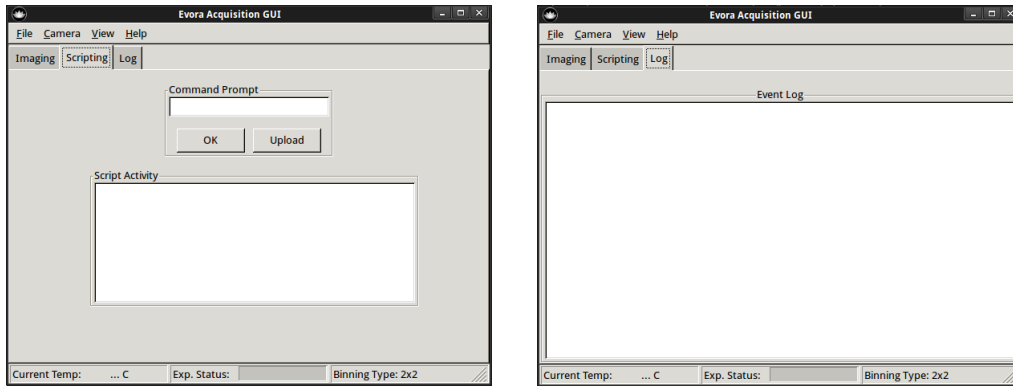 Evora Acquisition GUI
File Camera View Help
Imaging Scripting Log
Command Prompt
OK Upload
Script Activity
Current Temp: ... C Exp. Status: Binning Type: 2x2
Evora Acquisition GUI
File Camera View Help
Imaging Scripting Log
Event Log
Current Temp: ... C Exp. Status: Binning Type: 2x2